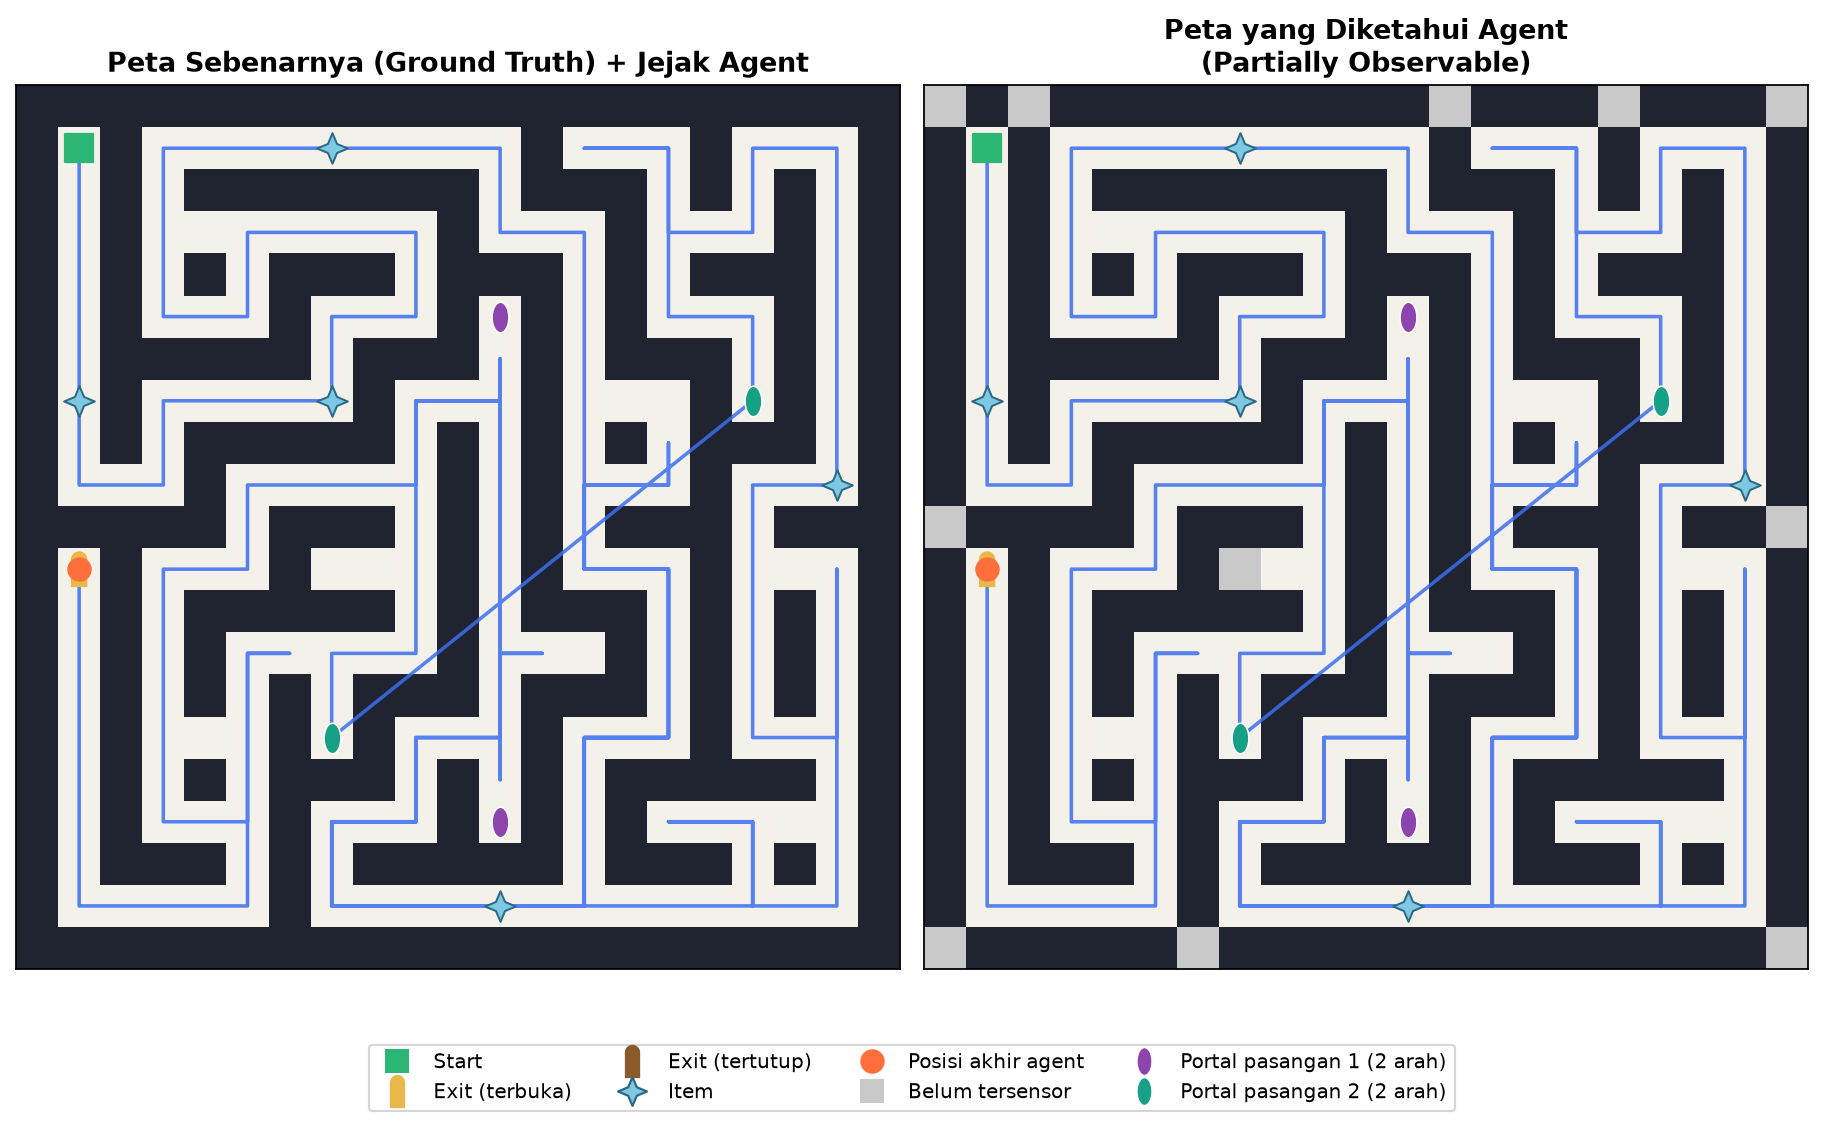 Peta Sebenarnya (Ground Truth) + Jejak Agent
Peta yang Diketahui Agent
(Partially Observable)
Start
Exit (terbuka)
Exit (tertutup)
Item
Posisi akhir agent
Belum tersensor
Portal pasangan 1 (2 arah)
Portal pasangan 2 (2 arah)